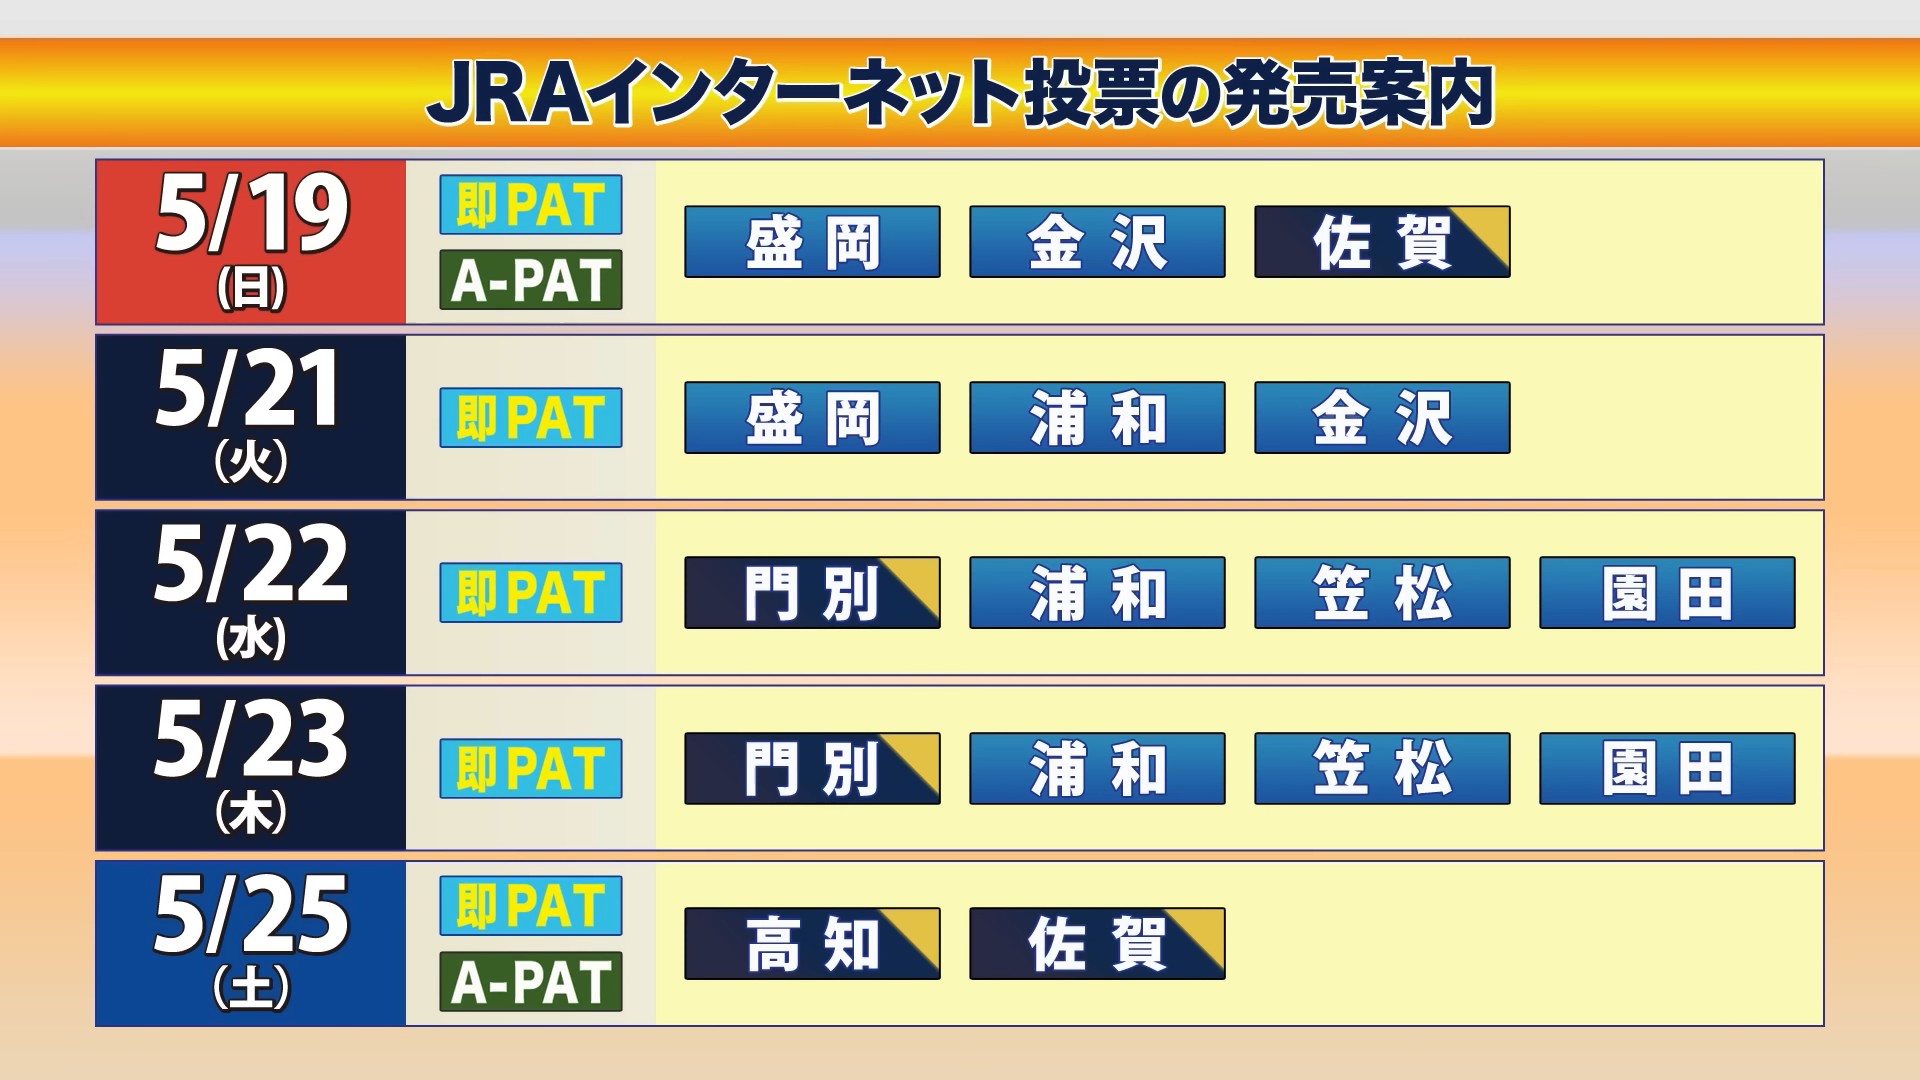 JRAインターネット投票の発売案内
5/19
(日)
即PAT
A-PAT
盛岡 金沢 佐賀
5/21
(火)
即PAT
盛岡 浦和 金沢
5/22
(水)
即PAT
門別 浦和 笠松 園田
5/23
(木)
即PAT
門別 浦和 笠松 園田
5/25
(土)
即PAT
A-PAT
高知 佐賀